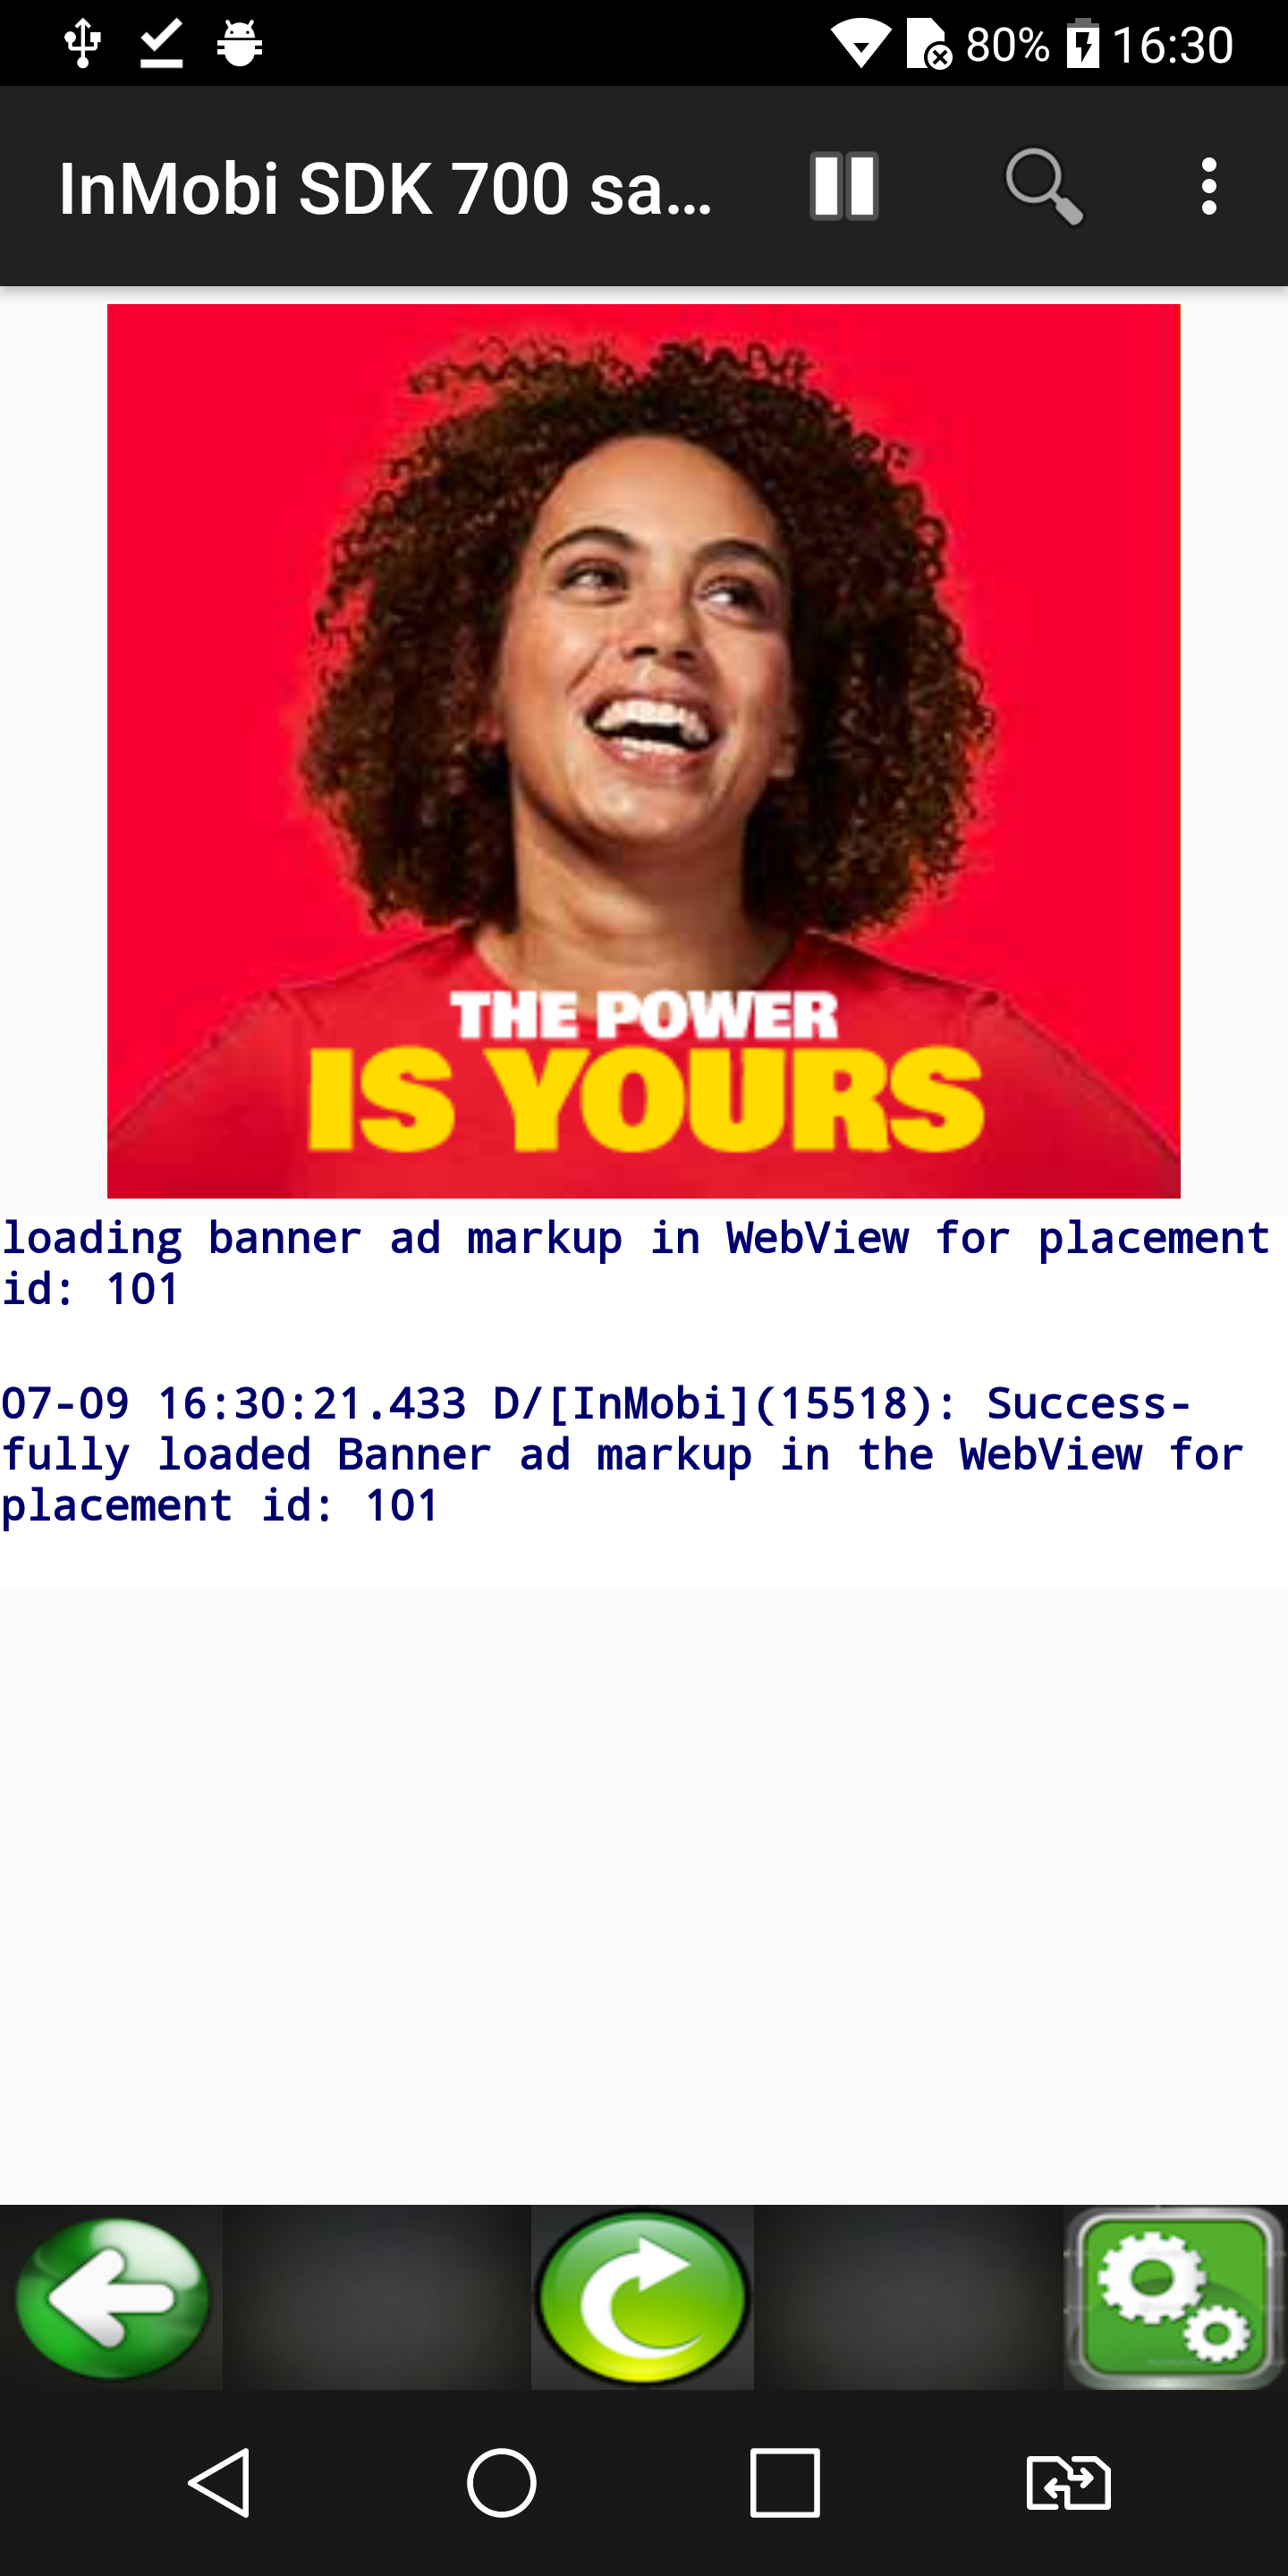 80% 16:30
InMobi SDK 700 sa...
THE POWER
IS YOURS
loading banner ad markup in WebView for placement
id: 101
07-09 16:30:21.433 D/[InMobi](15518): Success-
fully loaded Banner ad markup in the WebView for
placement id: 101